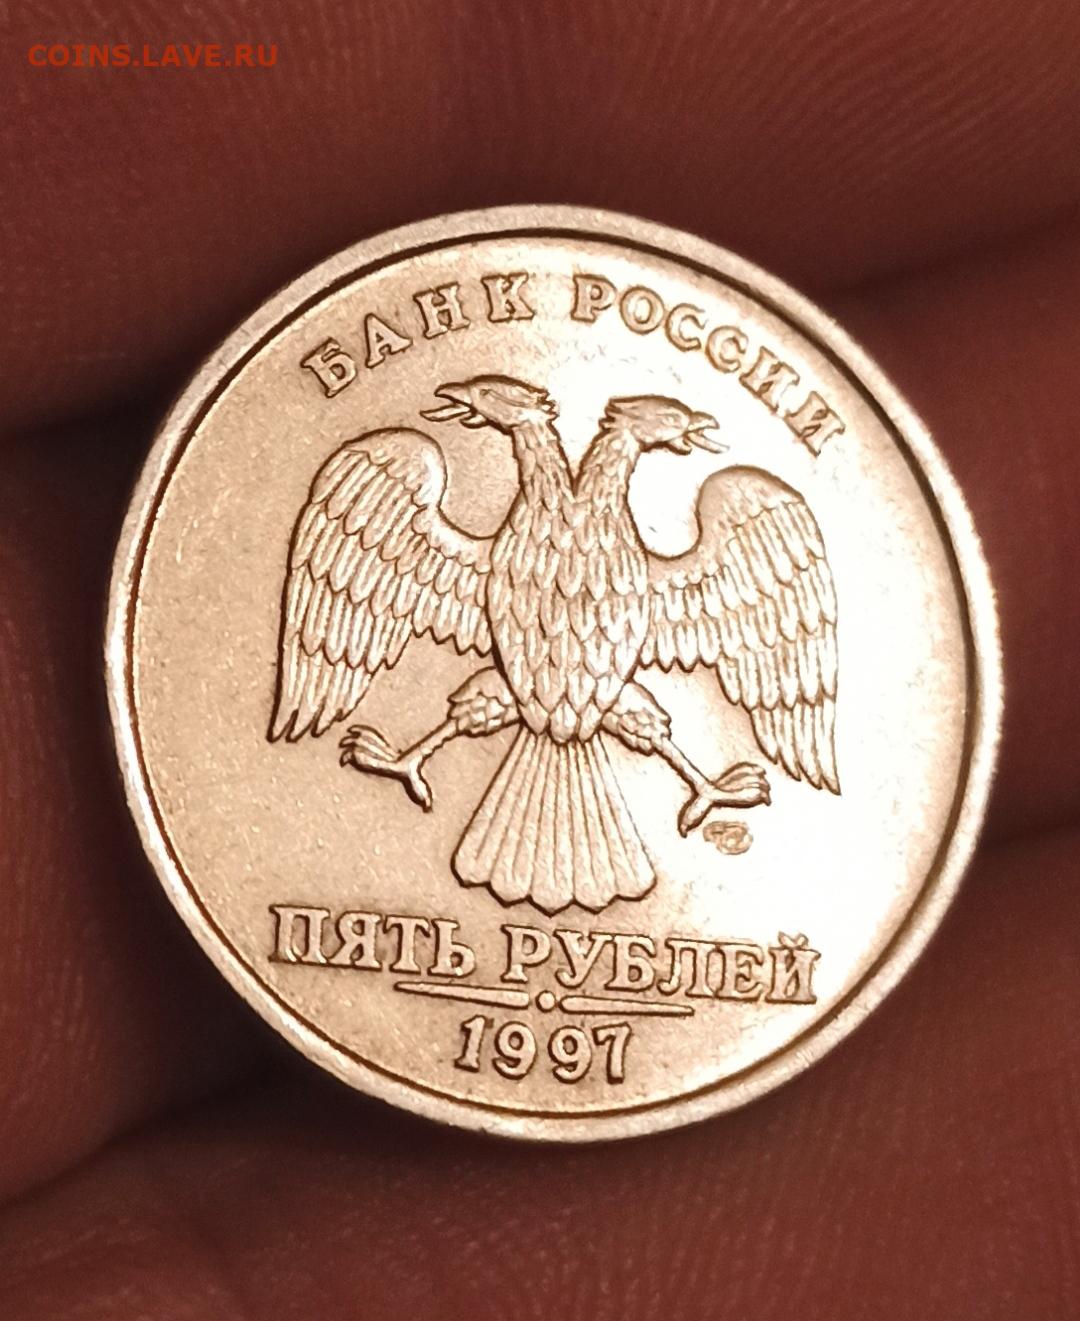 COINS.LAVE.RU
БАНК РОССИИ
ПЯТЬ РУБЛЕЙ
1997